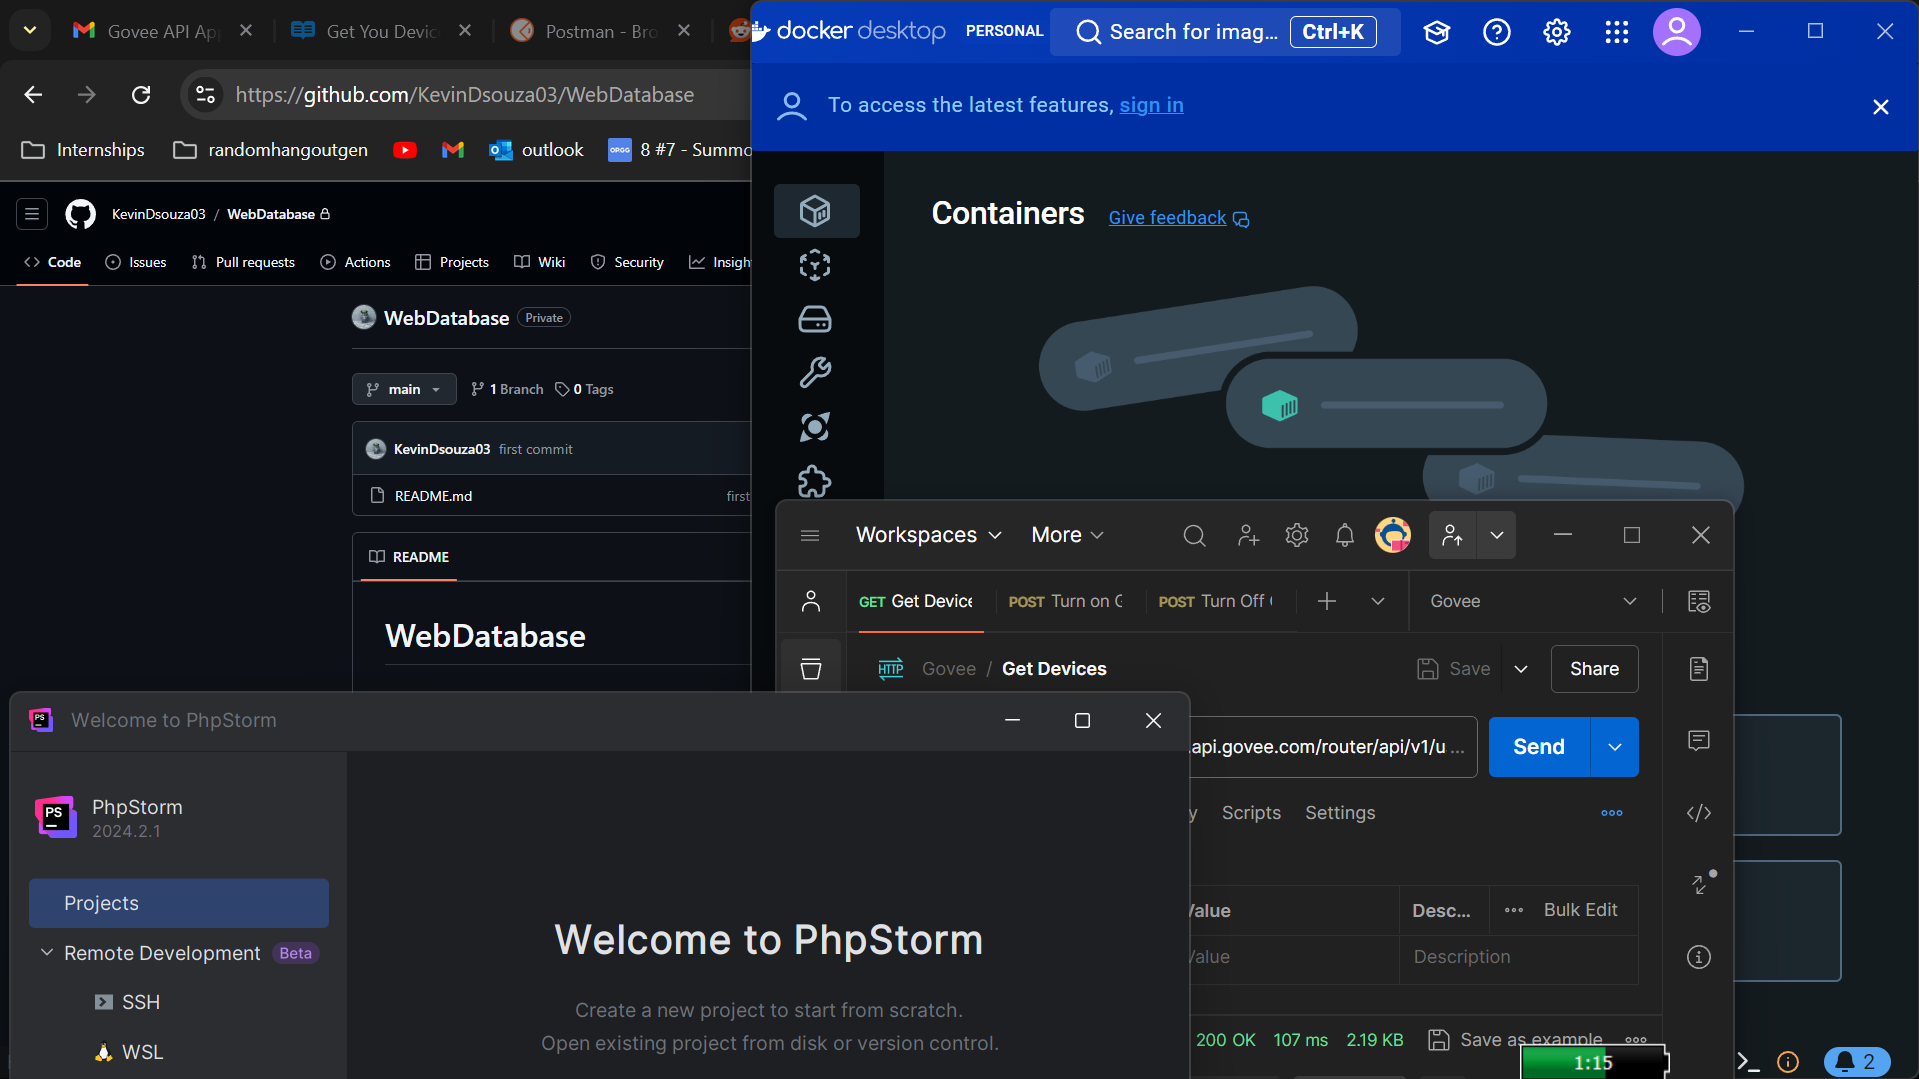 Govee API Ap
Get You Devic
Postman - Bro
https://github.com/KevinDsouza03/WebDatabase
Internships
randomhangoutgen
outlook
OP.GG
8 #7 - Summo
KevinDsouza03 / WebDatabase
Code
Issues
Pull requests
Actions
Projects
Wiki
Security
Insigh
WebDatabase Private
main
1 Branch
0 Tags
KevinDsouza03 first commit
README.md
first
README
WebDatabase
docker desktop PERSONAL
Search for imag... Ctrl+K
To access the latest features, sign in
Containers
Give feedback
Workspaces
More
GET Get Device
POST Turn on G
POST Turn Off
Govee
HTTP Govee / Get Devices
Save
Share
.api.govee.com/router/api/v1/u ...
Send
y
Scripts
Settings
Value
Desc...
Bulk Edit
Value
Description
200 OK
107 ms
2.19 KB
Save as example
PS Welcome to PhpStorm
PS
PhpStorm
2024.2.1
Projects
Remote Development Beta
SSH
WSL
Welcome to PhpStorm
Create a new project to start from scratch.
Open existing project from disk or version control.
1:15
2